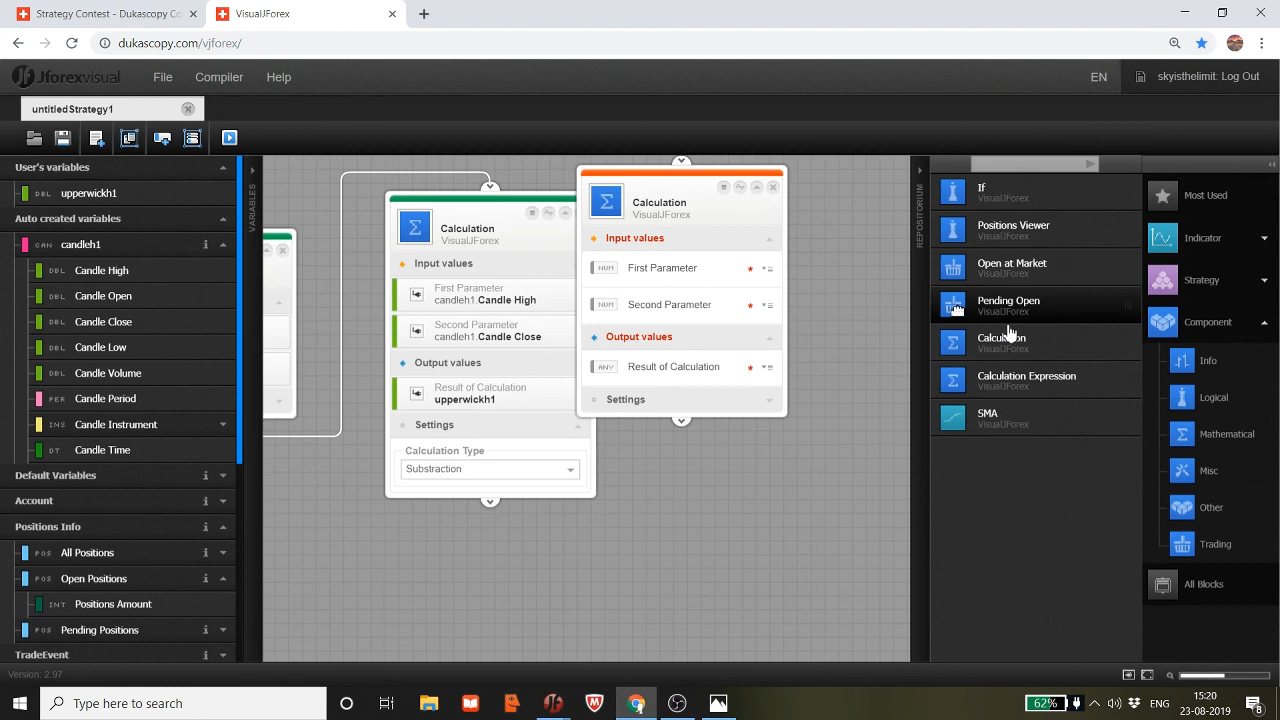 Strategy Contest - Dukascopy Co
VisualJForex
dukascopy.com/vjforex/
Jforexvisual
File
Compiler
Help
EN
skyisthelimit: Log Out
untitledStrategy1
User's variables
DBL upperwickh1
Auto created variables
CAN candleh1
DBL Candle High
DBL Candle Open
DBL Candle Close
DBL Candle Low
DBL Candle Volume
PER Candle Period
INS Candle Instrument
DT Candle Time
Default Variables
Account
Positions Info
POS All Positions
POS Open Positions
INT Positions Amount
POS Pending Positions
TradeEvent
VARIABLES
Calculation
VisualJForex
Input values
First Parameter
candleh1.Candle High
Second Parameter
candleh1.Candle Close
Output values
Result of Calculation
upperwickh1
Settings
Calculation Type
Substraction
Calculation
VisualJForex
Input values
NUM First Parameter *
NUM Second Parameter *
Output values
ANY Result of Calculation *
Settings
REPOSITORIUM
If
VisualJForex
Positions Viewer
VisualJForex
Open at Market
VisualJForex
Pending Open
VisualJForex
Calculation
VisualJForex
Calculation Expression
VisualJForex
SMA
VisualJForex
Most Used
Indicator
Strategy
Component
Info
Logical
Mathematical
Misc
Other
Trading
All Blocks
Version: 2.97
Type here to search
62%
ENG
15:20
23-08-2019
8